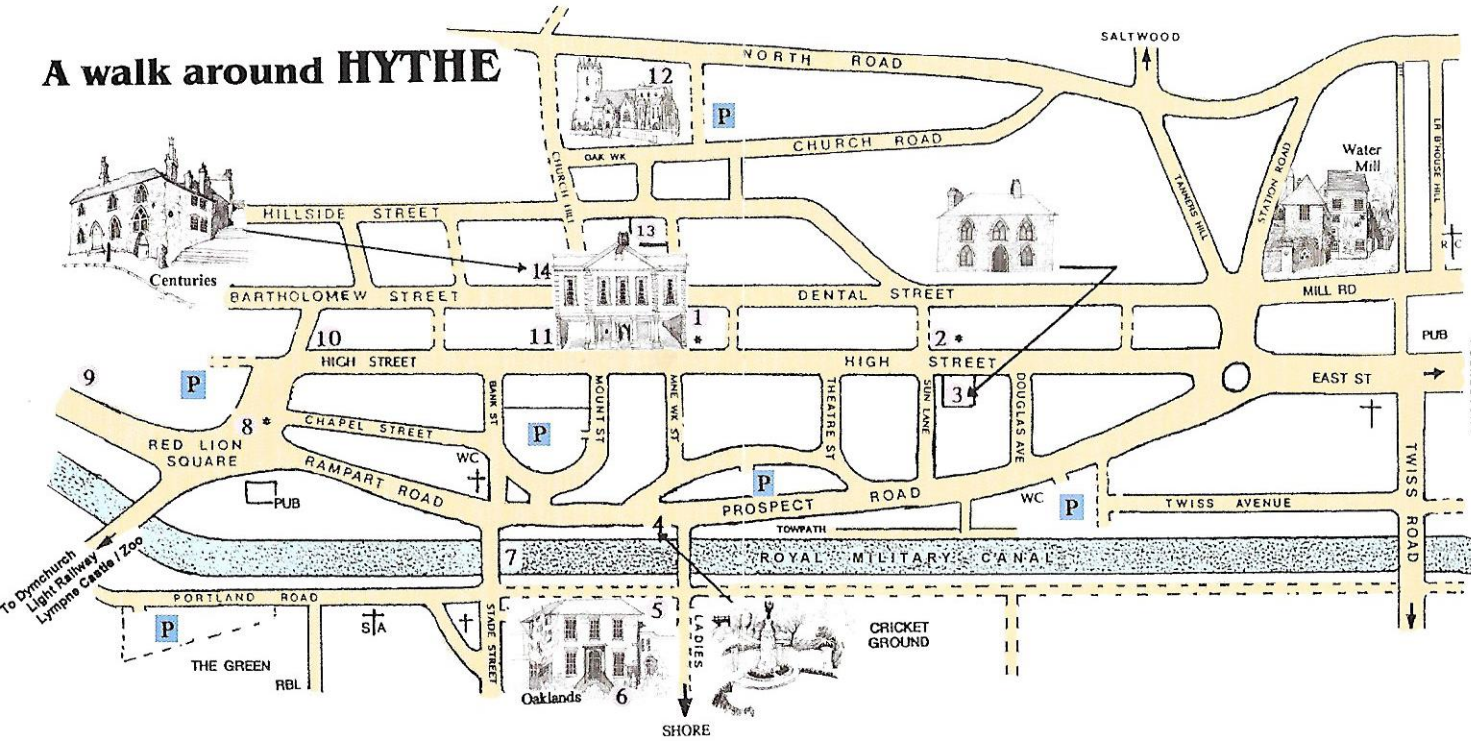 A walk around HYTHE
SALTWOOD
NORTH ROAD
12
P
CHURCH ROAD
OAK WK
CHURCH HILL
TANNERS HILL
STATION ROAD
Water
Mill
R C
HILLSIDE STREET
13
Centuries
14
BARTHOLOMEW STREET
DENTAL STREET
MILL RD
10
11
1
*
2 *
PUB
HIGH STREET
HIGH STREET
EAST ST
9
P
BANK ST
MOUNT ST
MNE WK ST
THEATRE ST
SUN LANE
3
DOUGLAS AVE
8 *
CHAPEL STREET
P
RED LION
SQUARE
WC
RAMPART ROAD
P
PROSPECT ROAD
WC
P
TWISS AVENUE
TWISS ROAD
PUB
4
TOWPATH
7
ROYAL MILITARY CANAL
To Dymchurch
Light Railway
Lympne Castle / Zoo
PORTLAND ROAD
P
S A
STADE STREET
5
LADIES
CRICKET
GROUND
THE GREEN
RBL
Oaklands
6
SHORE